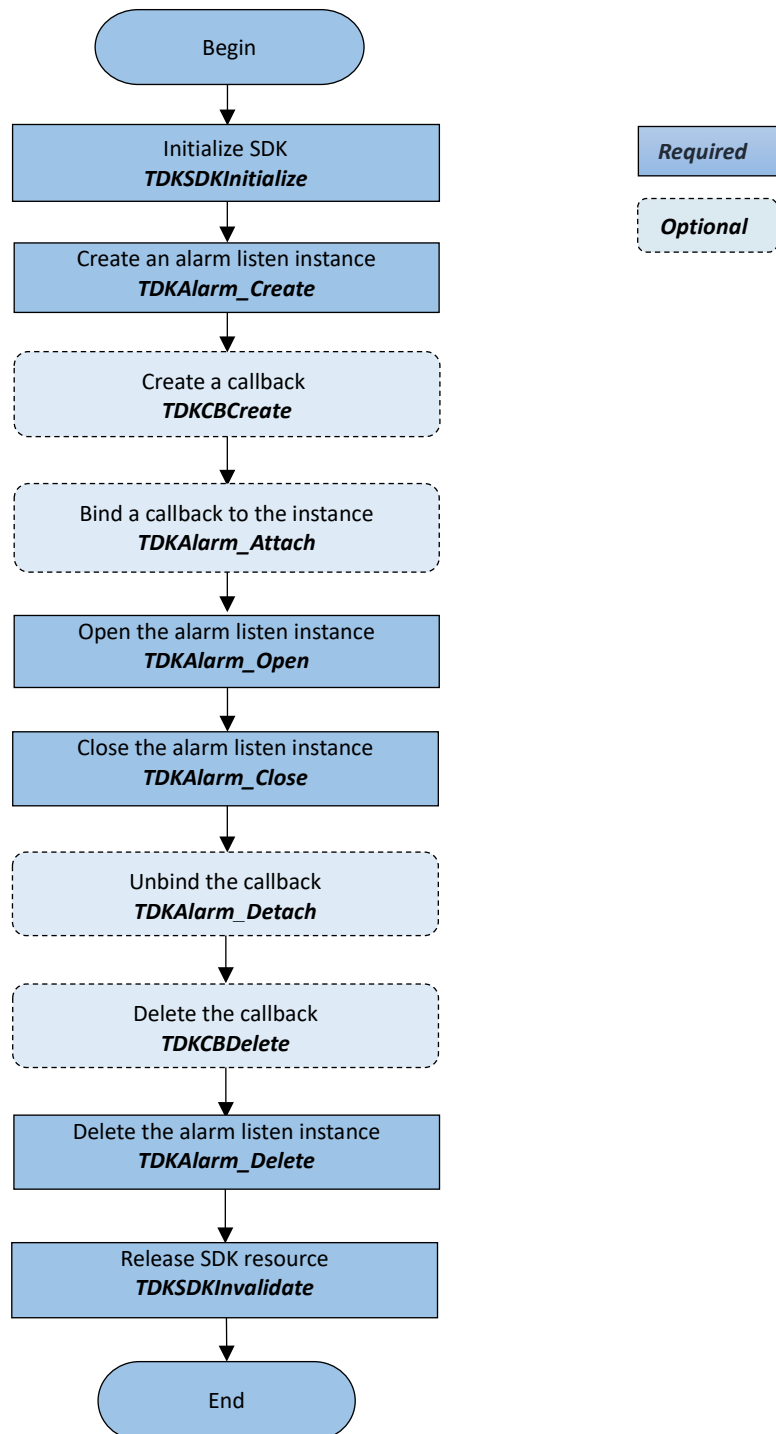 Begin
Initialize SDK
TDKSDKInitialize
Required
Optional
Create an alarm listen instance
TDKAlarm_Create
Create a callback
TDKCBCreate
Bind a callback to the instance
TDKAlarm_Attach
Open the alarm listen instance
TDKAlarm_Open
Close the alarm listen instance
TDKAlarm_Close
Unbind the callback
TDKAlarm_Detach
Delete the callback
TDKCBDelete
Delete the alarm listen instance
TDKAlarm_Delete
Release SDK resource
TDKSDKInvalidate
End